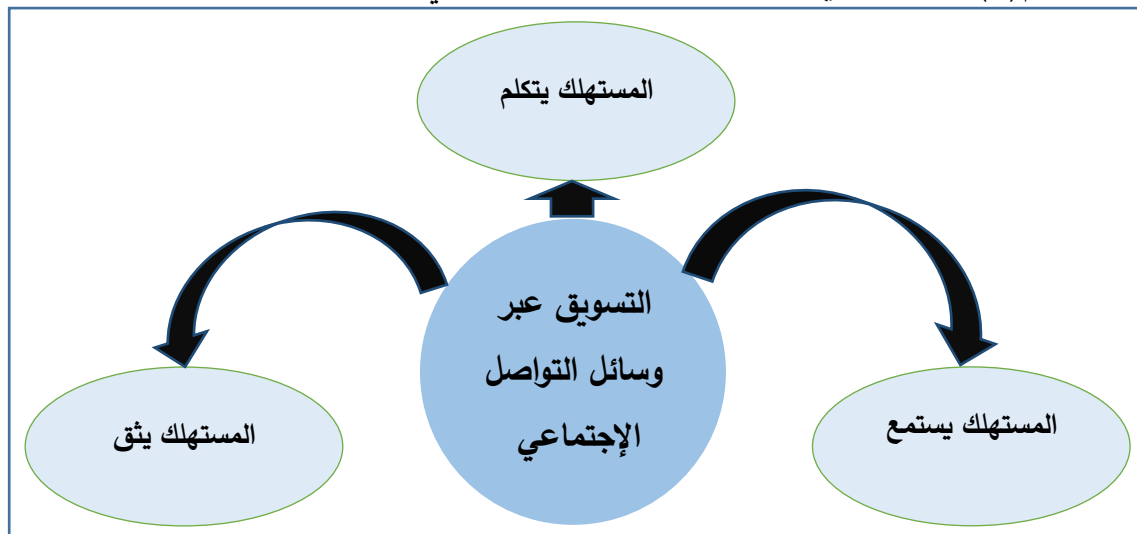 المستهلك يتكلم
التسويق عبر
وسائل التواصل
الإجتماعي
المستهلك يستمع
المستهلك يثق